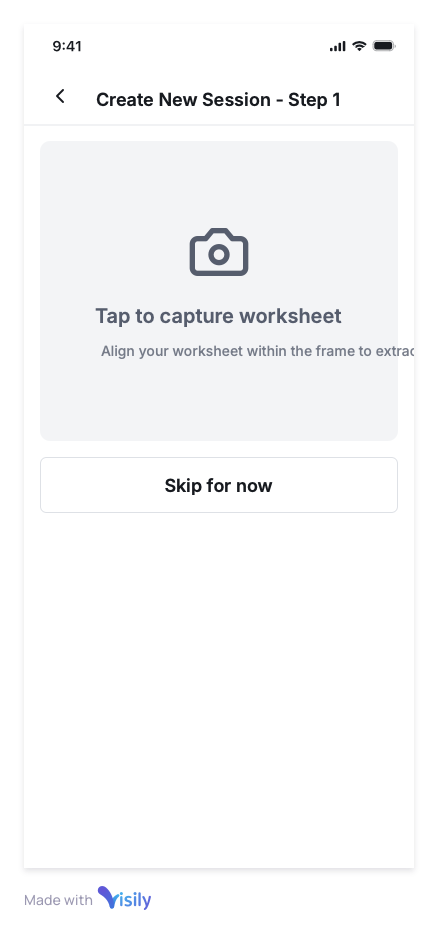 9:41
Create New Session - Step 1
Tap to capture worksheet
Align your worksheet within the frame to
Skip for now
Made with Visily